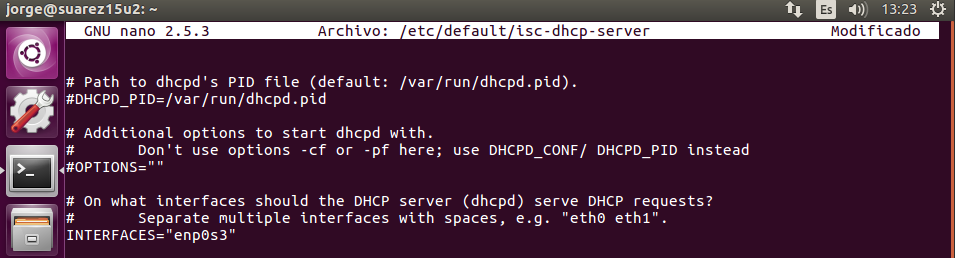 jorge@suarez15u2: ~
Es
13:23
GNU nano 2.5.3 Archivo: /etc/default/isc-dhcp-server Modificado
# Path to dhcpd's PID file (default: /var/run/dhcpd.pid).
#DHCPD_PID=/var/run/dhcpd.pid
# Additional options to start dhcpd with.
#       Don't use options -cf or -pf here; use DHCPD_CONF/ DHCPD_PID instead
#OPTIONS=""
# On what interfaces should the DHCP server (dhcpd) serve DHCP requests?
#       Separate multiple interfaces with spaces, e.g. "eth0 eth1".
INTERFACES="enp0s3"